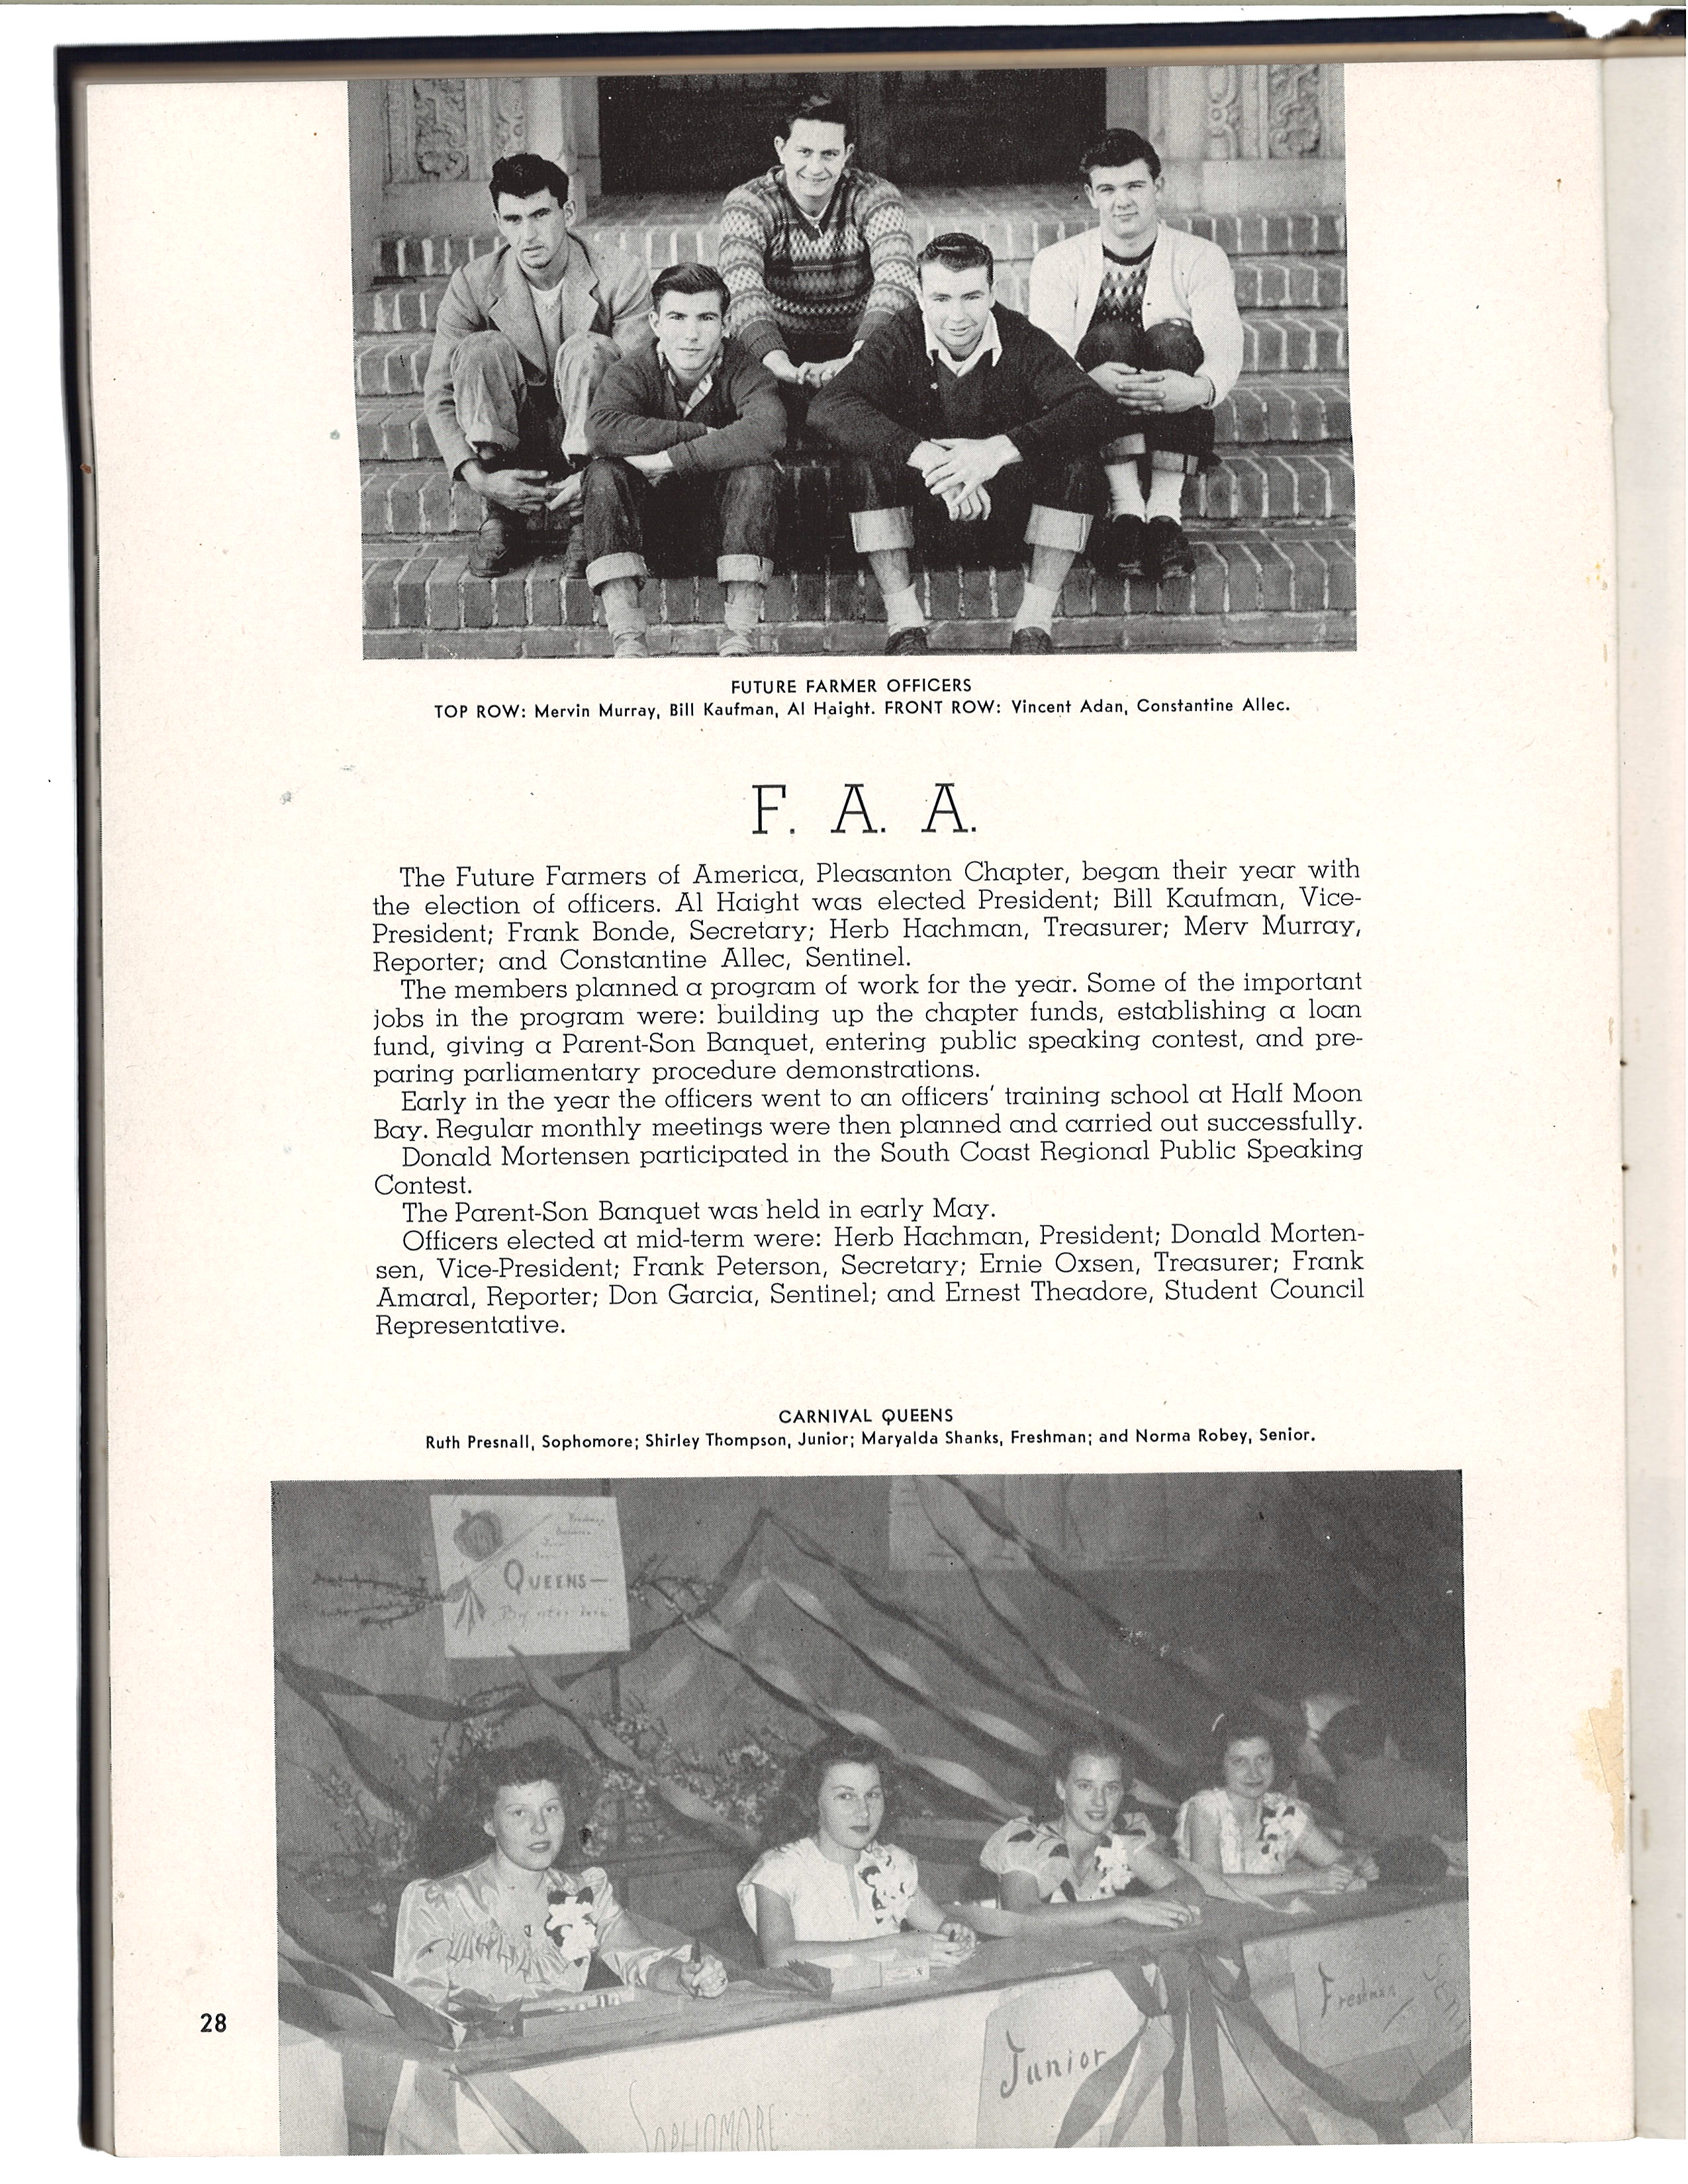 FUTURE FARMER OFFICERS
TOP ROW: Mervin Murray, Bill Kaufman, Al Haight. FRONT ROW: Vincent Adan, Constantine Allec.
F. A. A.
The Future Farmers of America, Pleasanton Chapter, began their year with
the election of officers. Al Haight was elected President; Bill Kaufman, Vice-
President; Frank Bonde, Secretary; Herb Hachman, Treasurer; Merv Murray,
Reporter; and Constantine Allec, Sentinel.
The members planned a program of work for the year. Some of the important
jobs in the program were: building up the chapter funds, establishing a loan
fund, giving a Parent-Son Banquet, entering public speaking contest, and pre-
paring parliamentary procedure demonstrations.
Early in the year the officers went to an officers' training school at Half Moon
Bay. Regular monthly meetings were then planned and carried out successfully.
Donald Mortensen participated in the South Coast Regional Public Speaking
Contest.
The Parent-Son Banquet was held in early May.
Officers elected at mid-term were: Herb Hachman, President; Donald Morten-
sen, Vice-President; Frank Peterson, Secretary; Ernie Oxsen, Treasurer; Frank
Amaral, Reporter; Don Garcia, Sentinel; and Ernest Theadore, Student Council
Representative.
CARNIVAL QUEENS
Ruth Presnall, Sophomore; Shirley Thompson, Junior; Maryalda Shanks, Freshman; and Norma Robey, Senior.
QUEENS—
Freshman
Junior
SOPHOMORE
28